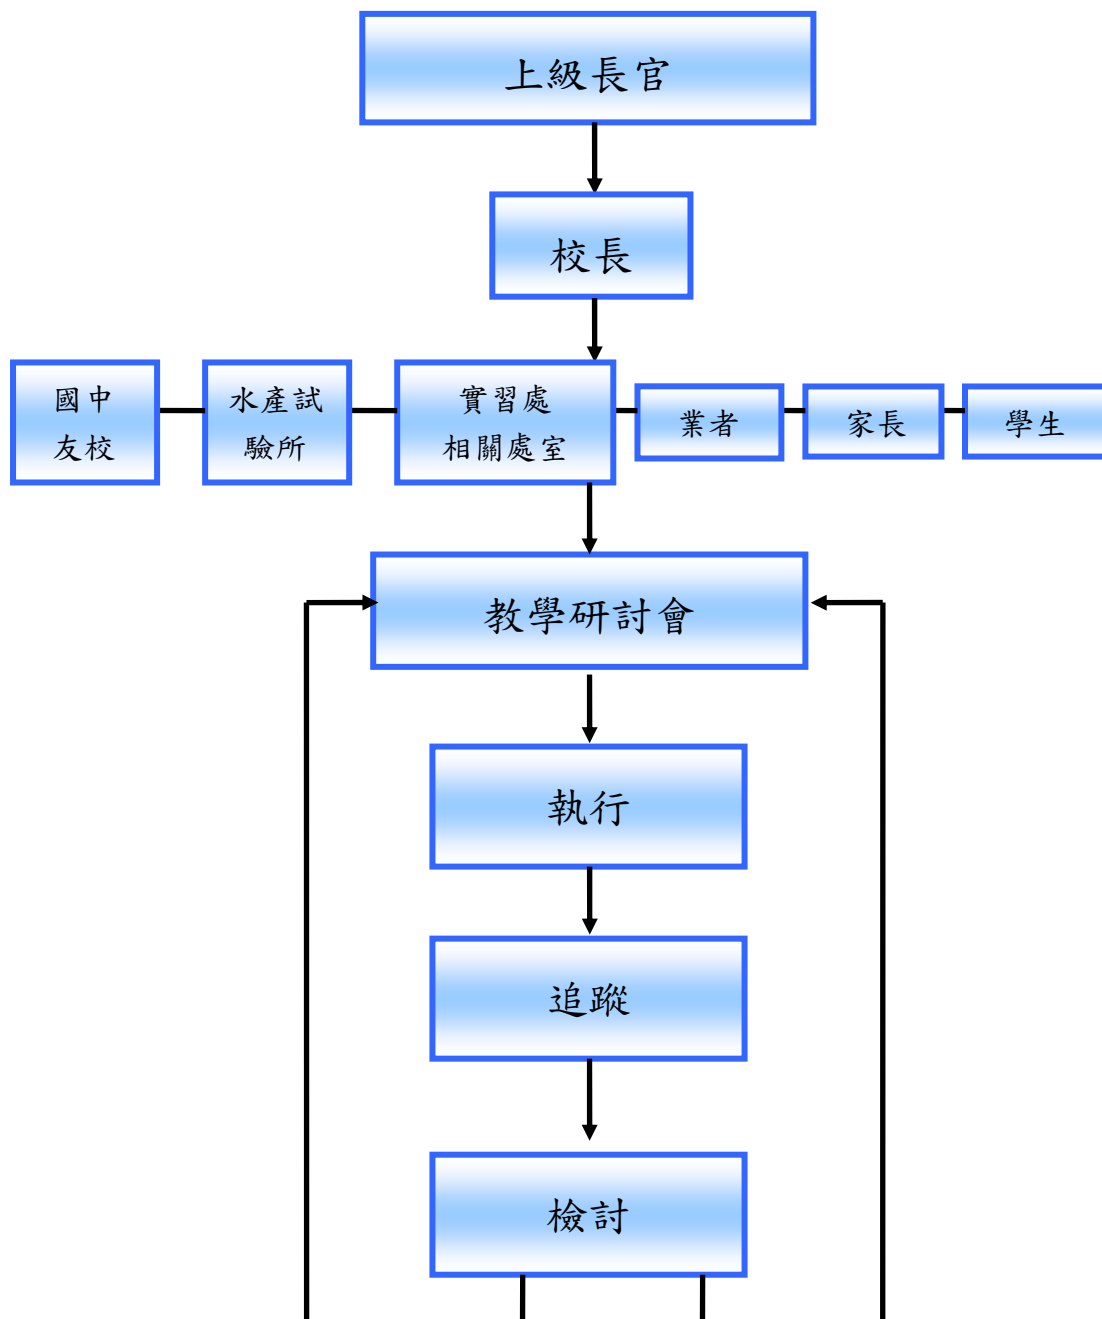 上級長官
校長
國中
友校
水產試
驗所
實習處
相關處室
業者
家長
學生
教學研討會
執行
追蹤
檢討